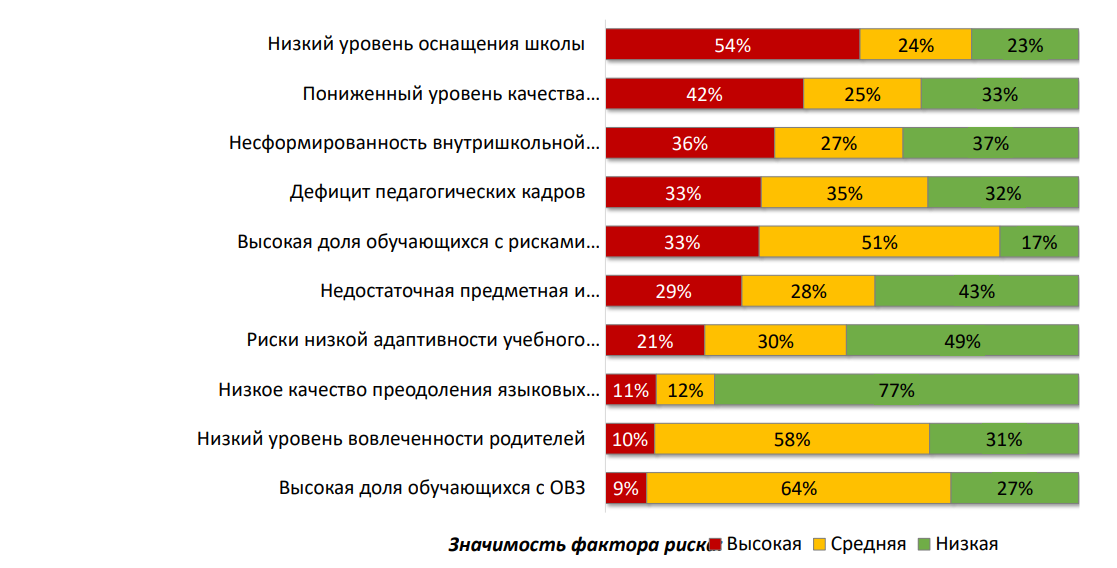 Низкий уровень оснащения школы 54% 24% 23%
Пониженный уровень качества... 42% 25% 33%
Несформированность внутришкольной... 36% 27% 37%
Дефицит педагогических кадров 33% 35% 32%
Высокая доля обучающихся с рисками... 33% 51% 17%
Недостаточная предметная и... 29% 28% 43%
Риски низкой адаптивности учебного... 21% 30% 49%
Низкое качество преодоления языковых... 11% 12% 77%
Низкий уровень вовлеченности родителей 10% 58% 31%
Высокая доля обучающихся с ОВЗ 9% 64% 27%
Значимость фактора риска: Высокая Средняя Низкая